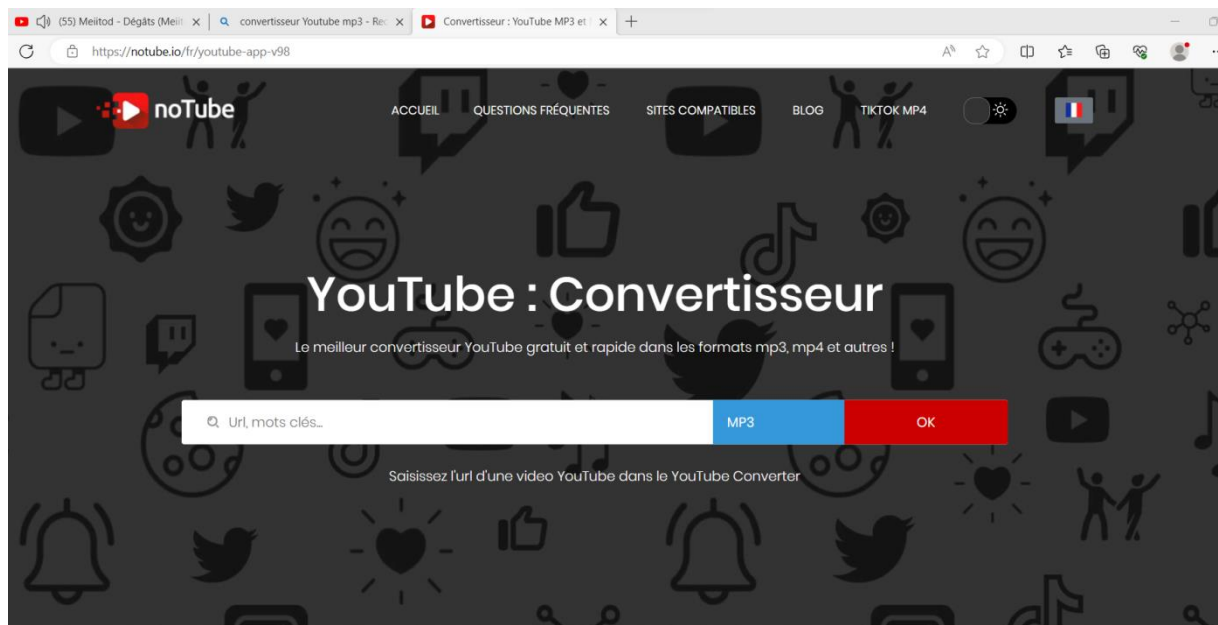 (55) Meiitod - Dégâts (Meiit
convertisseur Youtube mp3 - Rec
Convertisseur : YouTube MP3 et
https://notube.io/fr/youtube-app-v98
noTube
ACCUEIL
QUESTIONS FRÉQUENTES
SITES COMPATIBLES
BLOG
TIKTOK MP4
YouTube : Convertisseur
Le meilleur convertisseur YouTube gratuit et rapide dans les formats mp3, mp4 et autres !
Url, mots clés...
MP3
OK
Saisissez l'url d'une video YouTube dans le YouTube Converter